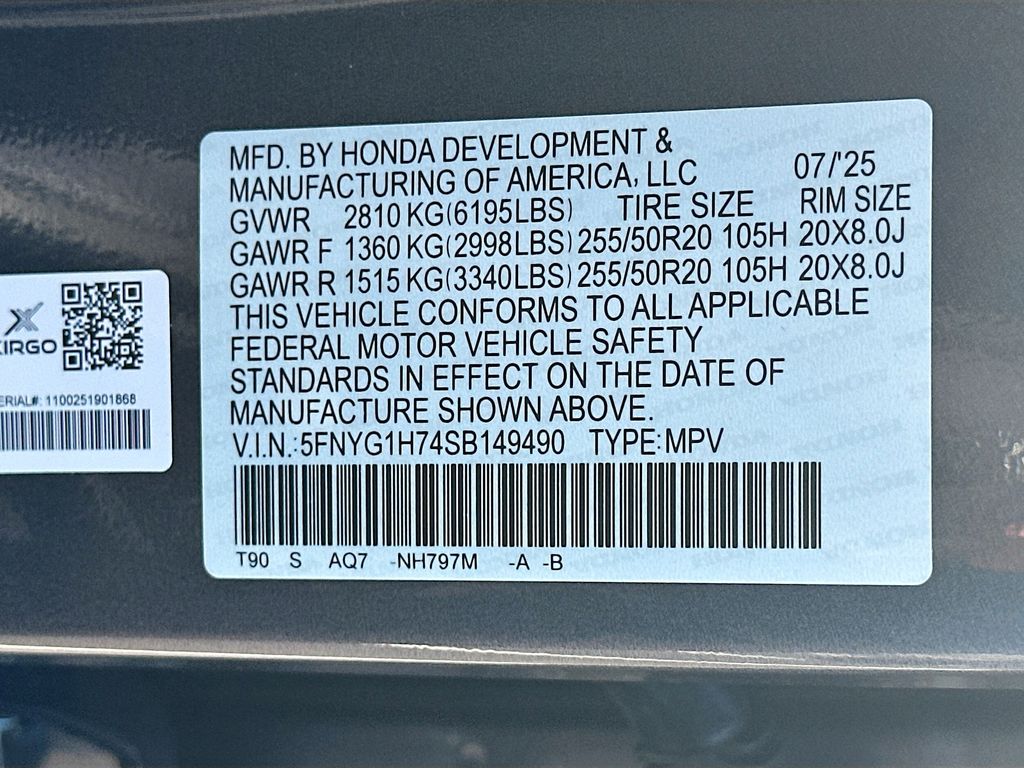 MFD. BY HONDA DEVELOPMENT &
MANUFACTURING OF AMERICA, LLC 07/'25
GVWR 2810 KG(6195LBS) TIRE SIZE RIM SIZE
GAWR F 1360 KG(2998LBS) 255/50R20 105H 20X8.0J
GAWR R 1515 KG(3340LBS) 255/50R20 105H 20X8.0J
THIS VEHICLE CONFORMS TO ALL APPLICABLE
FEDERAL MOTOR VEHICLE SAFETY
STANDARDS IN EFFECT ON THE DATE OF
MANUFACTURE SHOWN ABOVE.
V.I.N.:5FNYG1H74SB149490 TYPE:MPV
T90 S AQ7 -NH797M -A -B
XIRGO
ERIAL#: 1100251901868